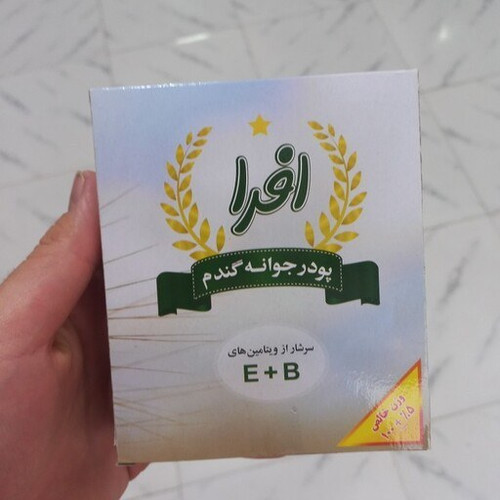 افرا
پودر جوانه گندم
سرشار از ویتامین‌های
E + B
وزن خالص